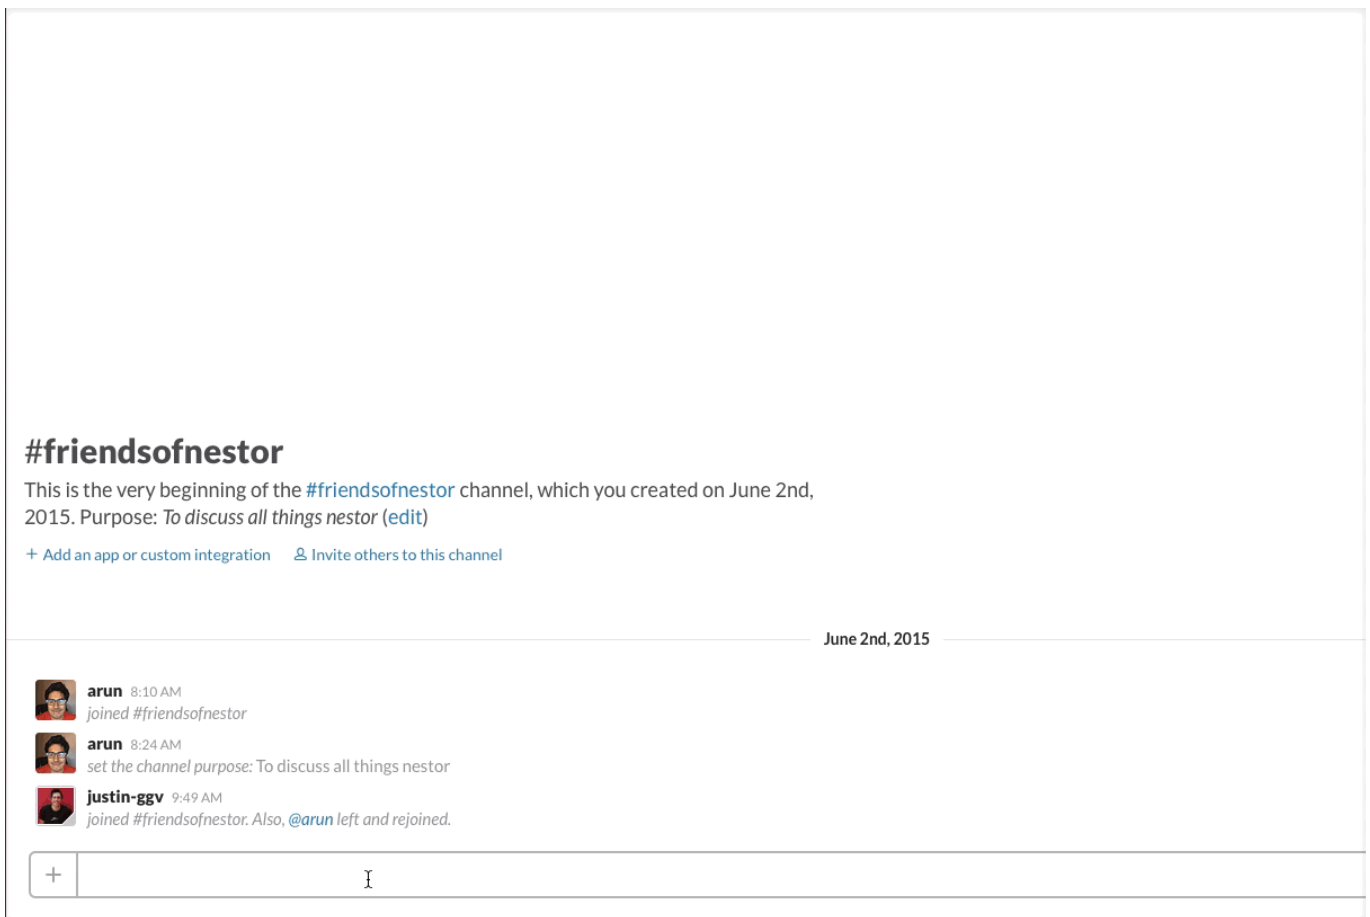 #friendsofnestor
This is the very beginning of the #friendsofnestor channel, which you created on June 2nd,
2015. Purpose: To discuss all things nestor (edit)
+ Add an app or custom integration Invite others to this channel
June 2nd, 2015
arun 8:10 AM
joined #friendsofnestor
arun 8:24 AM
set the channel purpose: To discuss all things nestor
justin-ggv 9:49 AM
joined #friendsofnestor. Also, @arun left and rejoined.
+